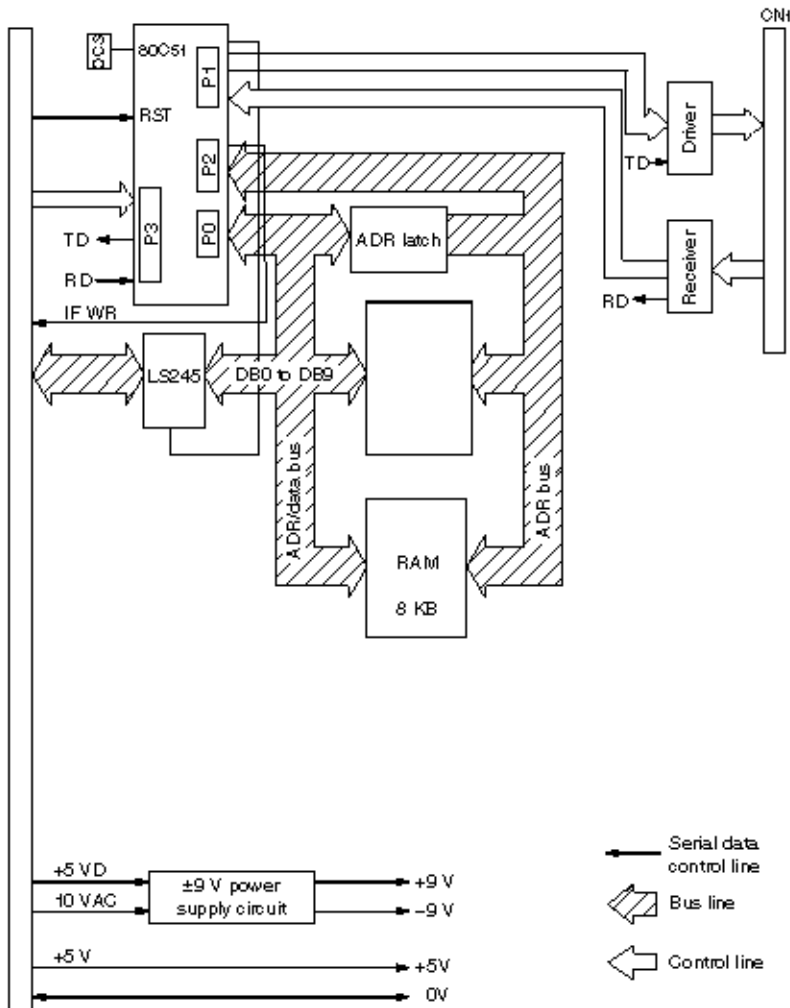 CN1
OCS
80C51
P1
RST
Driver
TD
P2
P3
P0
ADR latch
TD
RD
Receiver
RD
IF WR
LS245
DB0 to DB9
ADR/data bus
ADR bus
RAM
8 KB
+5 VD
±9 V power
supply circuit
+9 V
10 VAC
-9 V
+5 V
+5V
0V
Serial data
control line
Bus line
Control line